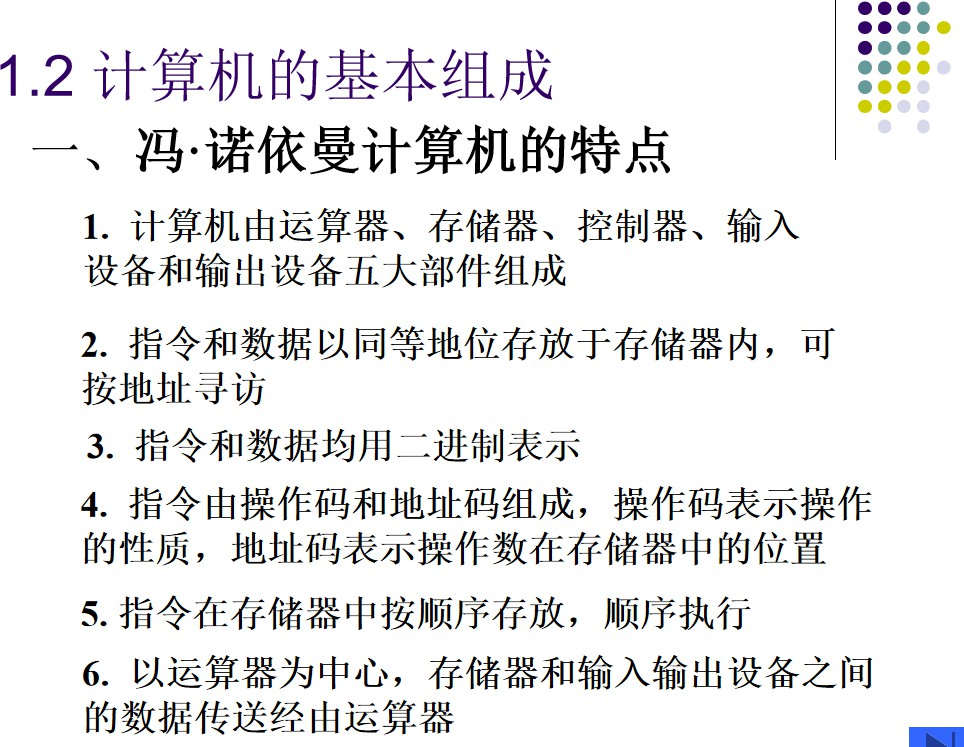 1.2 计算机的基本组成
一、冯·诺依曼计算机的特点
1. 计算机由运算器、存储器、控制器、输入
设备和输出设备五大部件组成
2. 指令和数据以同等地位存放于存储器内，可
按地址寻访
3. 指令和数据均用二进制表示
4. 指令由操作码和地址码组成，操作码表示操作
的性质，地址码表示操作数在存储器中的位置
5. 指令在存储器中按顺序存放，顺序执行
6. 以运算器为中心，存储器和输入输出设备之间
的数据传送经由运算器